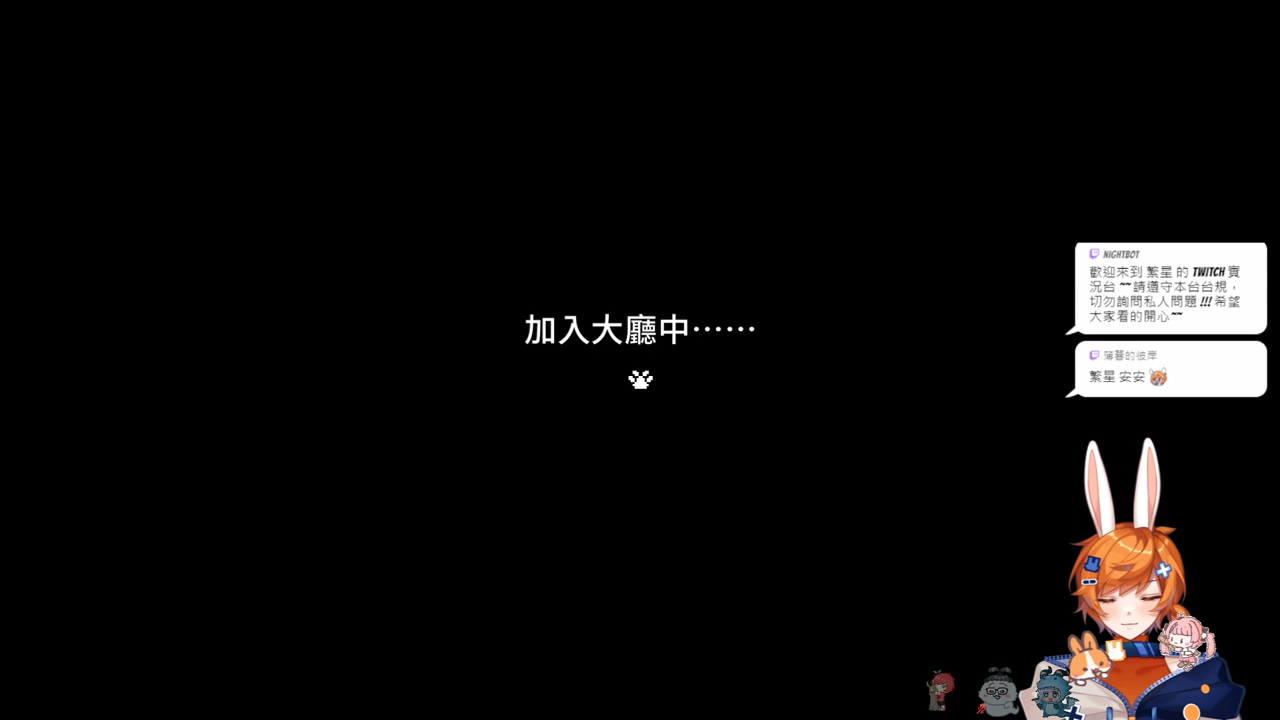 加入大廳中……
NIGHTBOT
歡迎來到 繁星 的 TWITCH 實
況台 ~~ 請遵守本台台規，
切勿詢問私人問題 !!! 希望
大家看的開心~~
薄暮的彼岸
繁星 安安